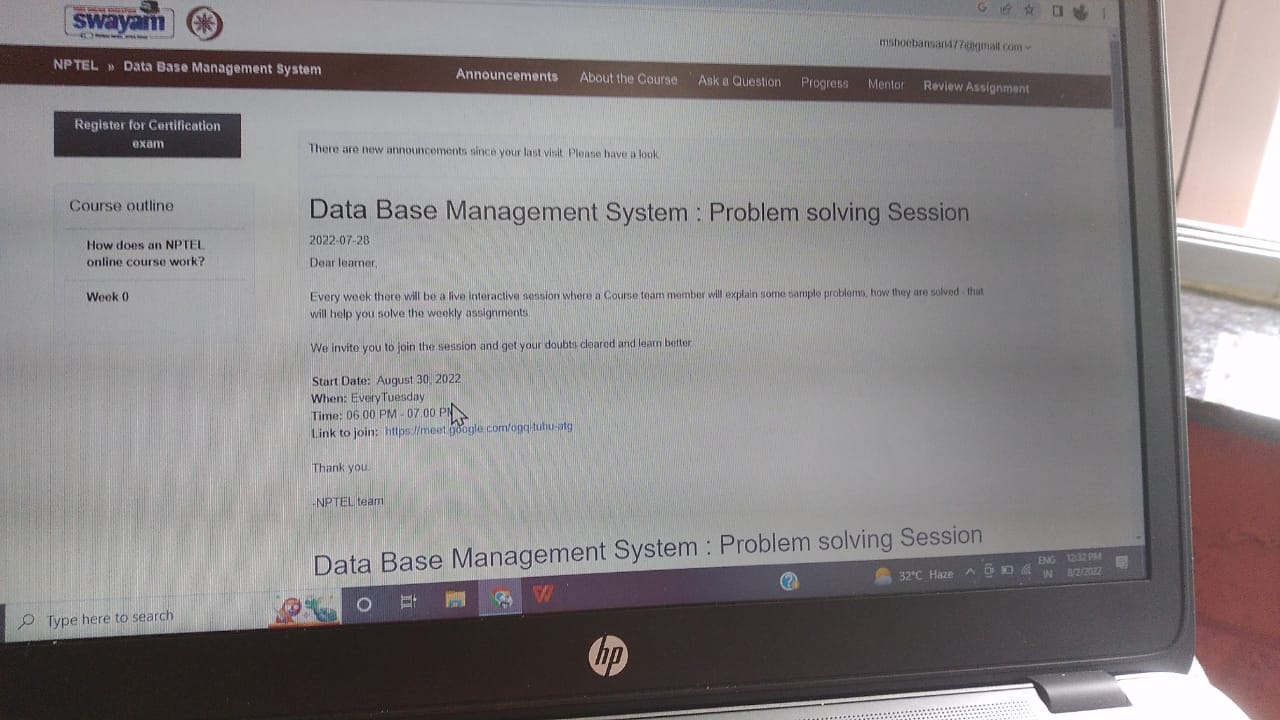 swayam
mshoebansari477@gmail.com
NPTEL » Data Base Management System
Announcements About the Course Ask a Question Progress Mentor Review Assignment
Register for Certification
exam
Course outline
How does an NPTEL
online course work?
Week 0
There are new announcements since your last visit. Please have a look.
Data Base Management System : Problem solving Session
2022-07-28
Dear learner,
Every week there will be a live interactive session where a Course team member will explain some sample problems, how they are solved - that
will help you solve the weekly assignments.
We invite you to join the session and get your doubts cleared and learn better.
Start Date: August 30, 2022
When: EveryTuesday
Time: 06.00 PM - 07.00 PM
Link to join: https://meet.google.com/ogq-tuhu-atg
Thank you.
-NPTEL team
Data Base Management System : Problem solving Session
Type here to search
32°C Haze
ENG
IN
12:32 PM
8/2/2022
hp